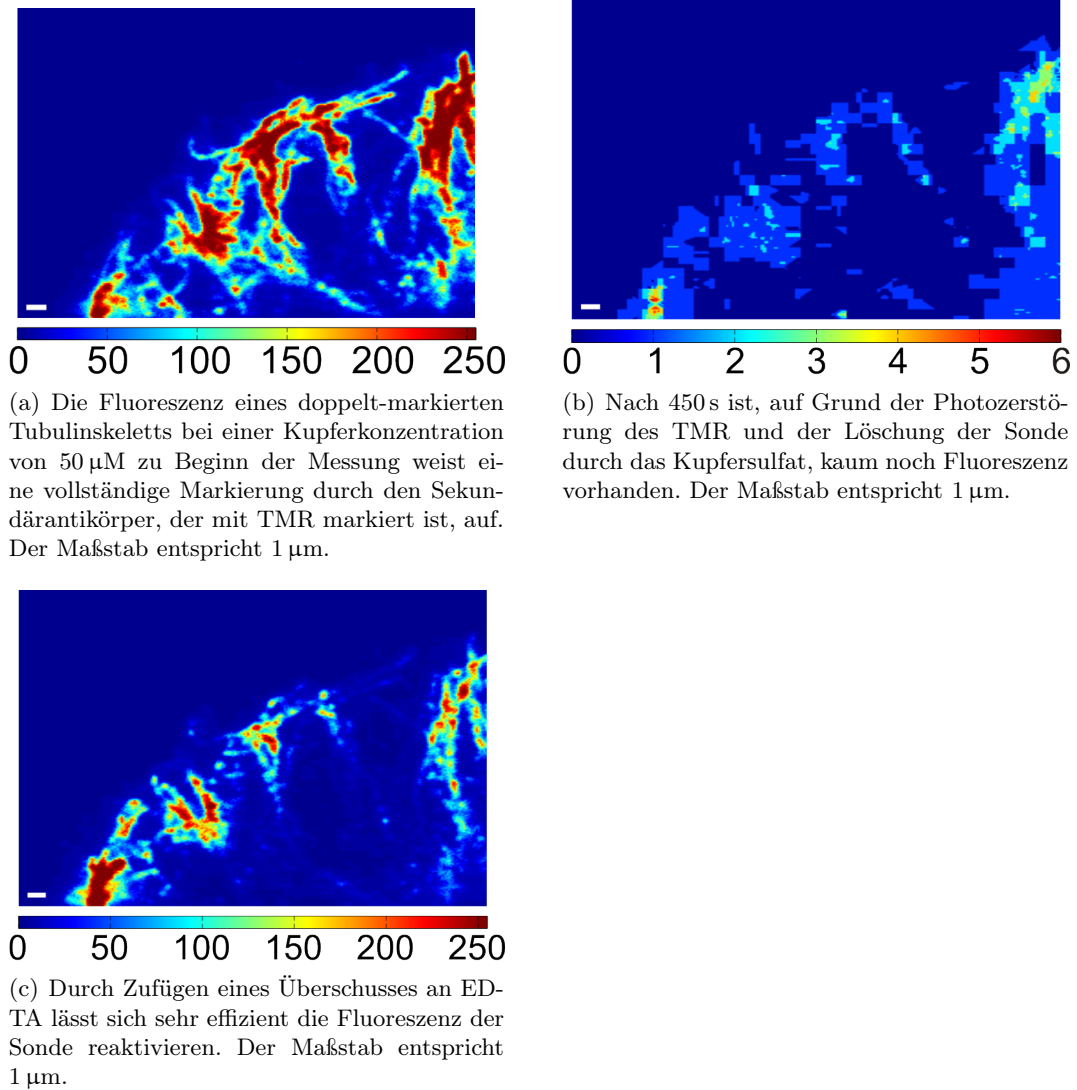 0 50 100 150 200 250
(a) Die Fluoreszenz eines doppelt-markierten
Tubulinskeletts bei einer Kupferkonzentration
von 50 µM zu Beginn der Messung weist ei-
ne vollständige Markierung durch den Sekun-
därantikörper, der mit TMR markiert ist, auf.
Der Maßstab entspricht 1 µm.
0 1 2 3 4 5 6
(b) Nach 450 s ist, auf Grund der Photozerstö-
rung des TMR und der Löschung der Sonde
durch das Kupfersulfat, kaum noch Fluoreszenz
vorhanden. Der Maßstab entspricht 1 µm.
0 50 100 150 200 250
(c) Durch Zufügen eines Überschusses an ED-
TA lässt sich sehr effizient die Fluoreszenz der
Sonde reaktivieren. Der Maßstab entspricht
1 µm.